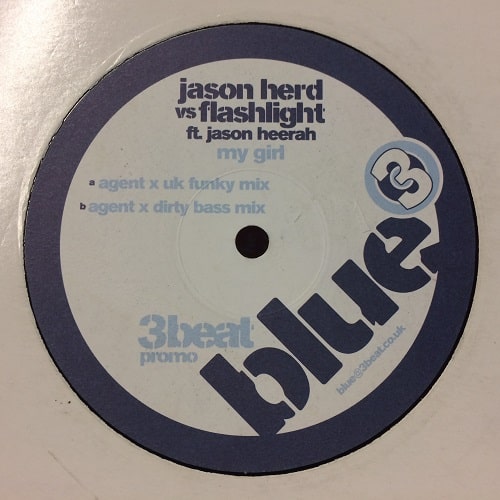 jason herd
vs flashlight
ft. jason heerah
my girl
a agent x uk funky mix
b agent x dirty bass mix
3
blue
3beat
promo
blue@3beat.co.uk